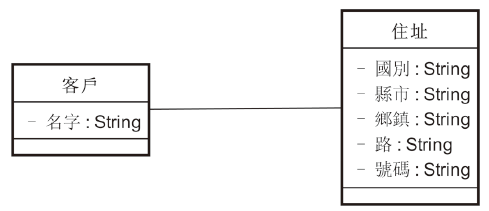 客戶
- 名字 : String
住址
- 國別 : String
- 縣市 : String
- 鄉鎮 : String
- 路 : String
- 號碼 : String